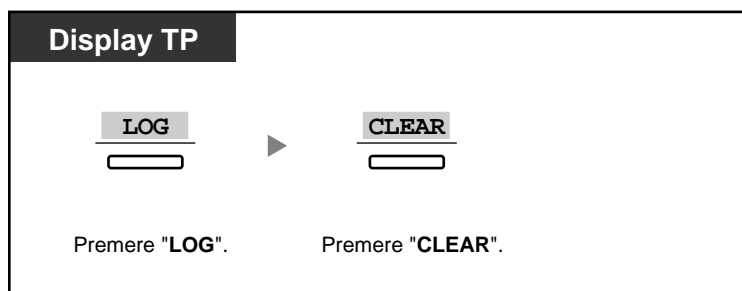 Display TP
LOG
CLEAR
Premere "LOG".
Premere "CLEAR".